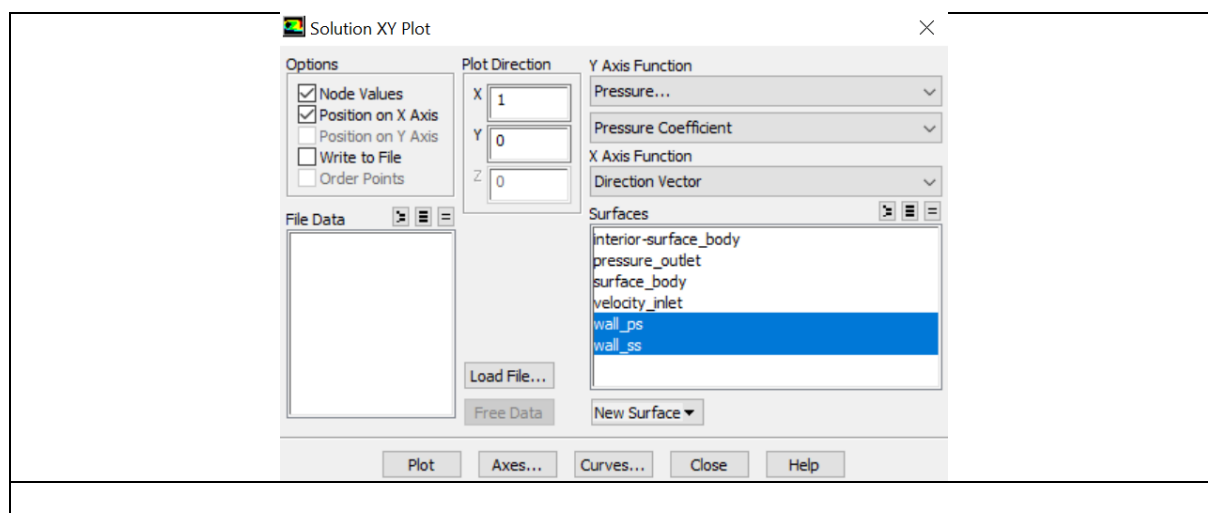 Solution XY Plot
Options
Node Values
Position on X Axis
Position on Y Axis
Write to File
Order Points
Plot Direction
X 1
Y 0
Z 0
Y Axis Function
Pressure...
Pressure Coefficient
X Axis Function
Direction Vector
File Data
Surfaces
interior-surface_body
pressure_outlet
surface_body
velocity_inlet
wall_ps
wall_ss
Load File...
Free Data
New Surface
Plot
Axes...
Curves...
Close
Help